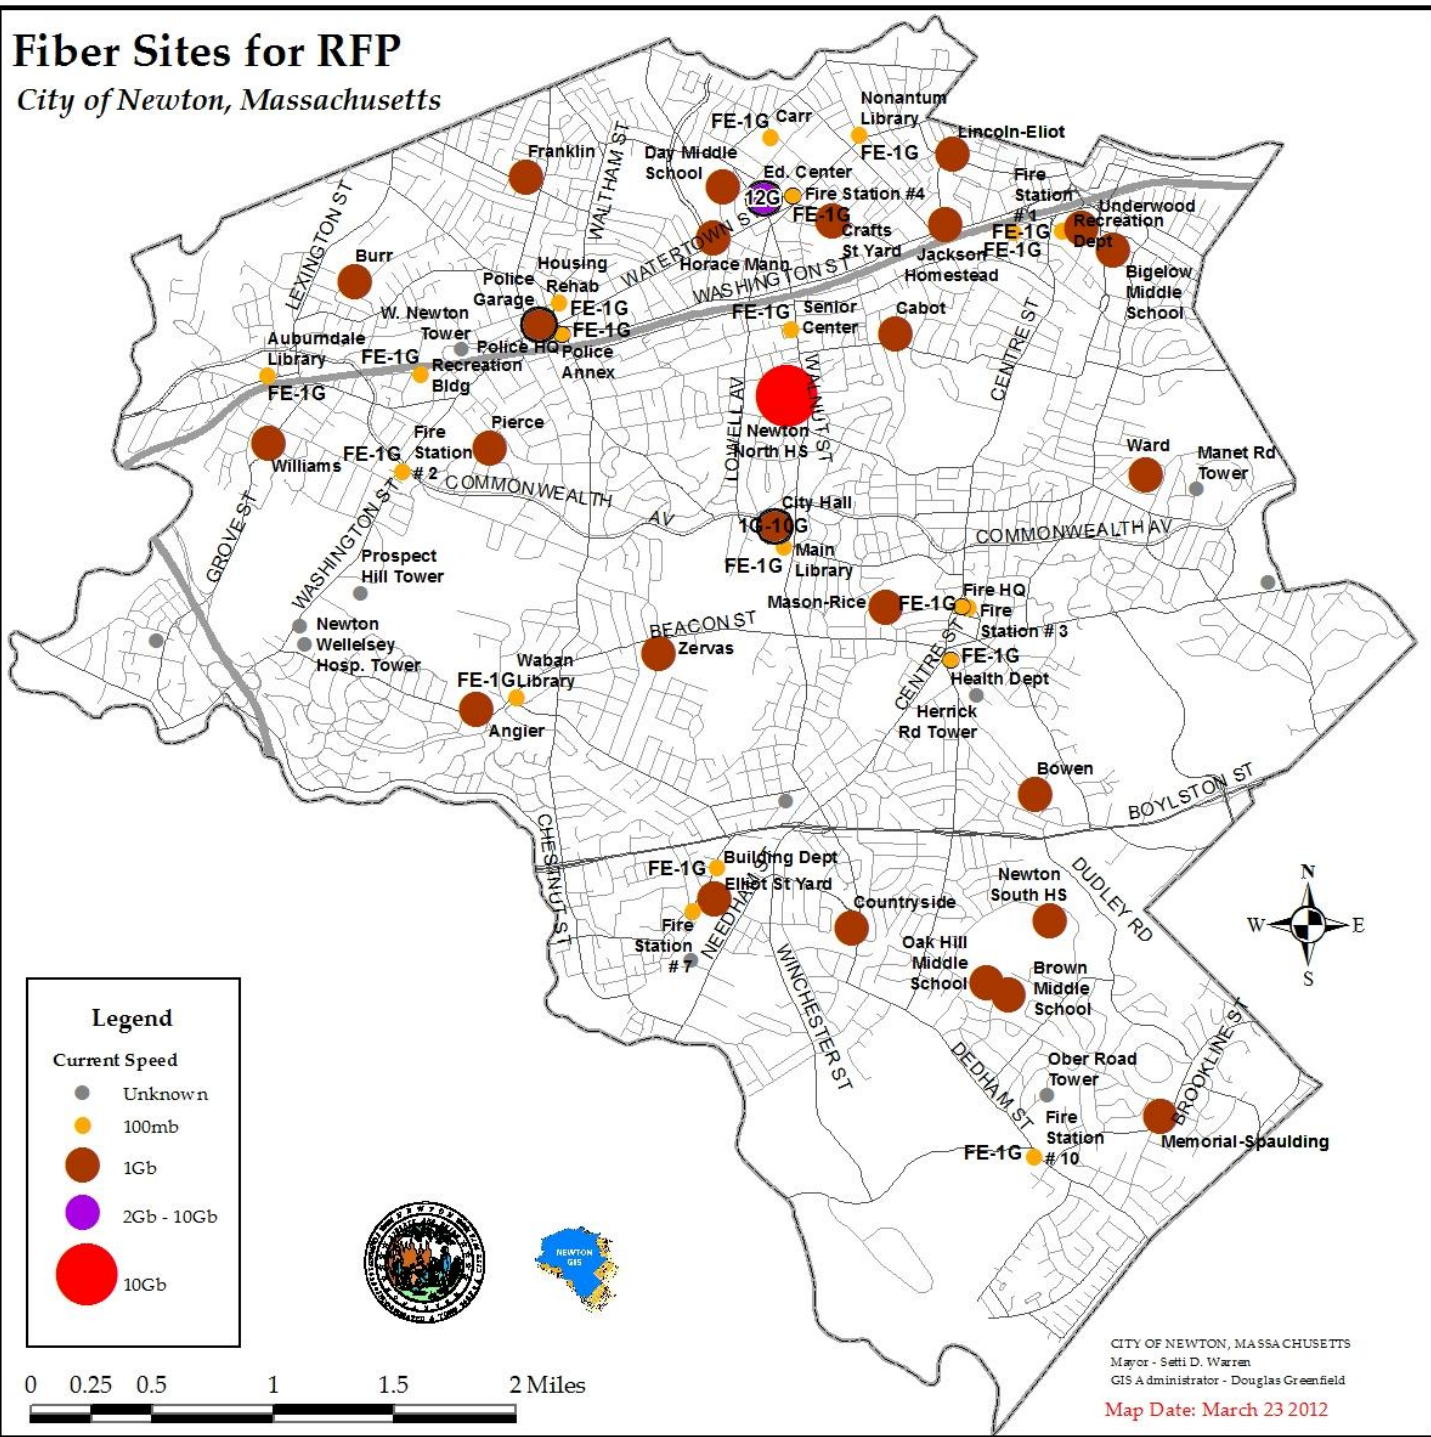 Fiber Sites for RFP
City of Newton, Massachusetts
Nonantum
Library
FE-1G
Carr
FE-1G
Lincoln-Eliot
Franklin
WALTHAM ST
Day Middle
School
Ed. Center
12G
Fire Station #4
FE-1G
Fire
Station
# 1
FE-1G
FE-1G
Underwood
Recreation
Dept
LEXINGTON ST
Crafts
St Yard
WATERTOWN S
Horace Mann
WASHINGTON ST
Jackson
Homestead
Bigelow
Middle
School
Burr
Housing
Rehab
Police
Garage
FE-1G
FE-1G
W. Newton
Tower
Police HQ
Police
Annex
FE-1G
Senior
Center
Cabot
CENTRE ST
Auburndale
Library
FE-1G
FE-1G
Recreation
Bldg
LOWELL AV
WALNUT ST
Newton
North HS
Pierce
Williams
FE-1G
Fire
Station
# 2
Ward
Manet Rd
Tower
COMMONWEALTH
AV
City Hall
1G-10G
COMMONWEALTH AV
GROVE ST
WASHINGTON ST
FE-1G
Main
Library
Prospect
Hill Tower
Mason-Rice
FE-1G
Fire HQ
Fire
Station # 3
Newton
Wellelsey
Hosp. Tower
BEACON ST
Zervas
CENTRE ST
FE-1G
Health Dept
Waban
Library
FE-1G
Angier
Herrick
Rd Tower
Bowen
BOYLSTON ST
CHESTNUT ST
FE-1G
Building Dept
Elliot St Yard
NEEDHAM ST
Fire
Station
# 7
Countryside
Newton
South HS
DUDLEY RD
Oak Hill
Middle
School
Brown
Middle
School
WINCHESTER ST
DEDHAM ST
BROOKLINE ST
Ober Road
Tower
Fire
Station
# 10
FE-1G
Memorial-Spaulding
N
W
E
S
Legend
Current Speed
Unknown
100mb
1Gb
2Gb - 10Gb
10Gb
NEWTON
GIS
0 0.25 0.5 1 1.5 2 Miles
CITY OF NEWTON, MASSACHUSETTS
Mayor - Setti D. Warren
GIS Administrator - Douglas Greenfield
Map Date: March 23 2012